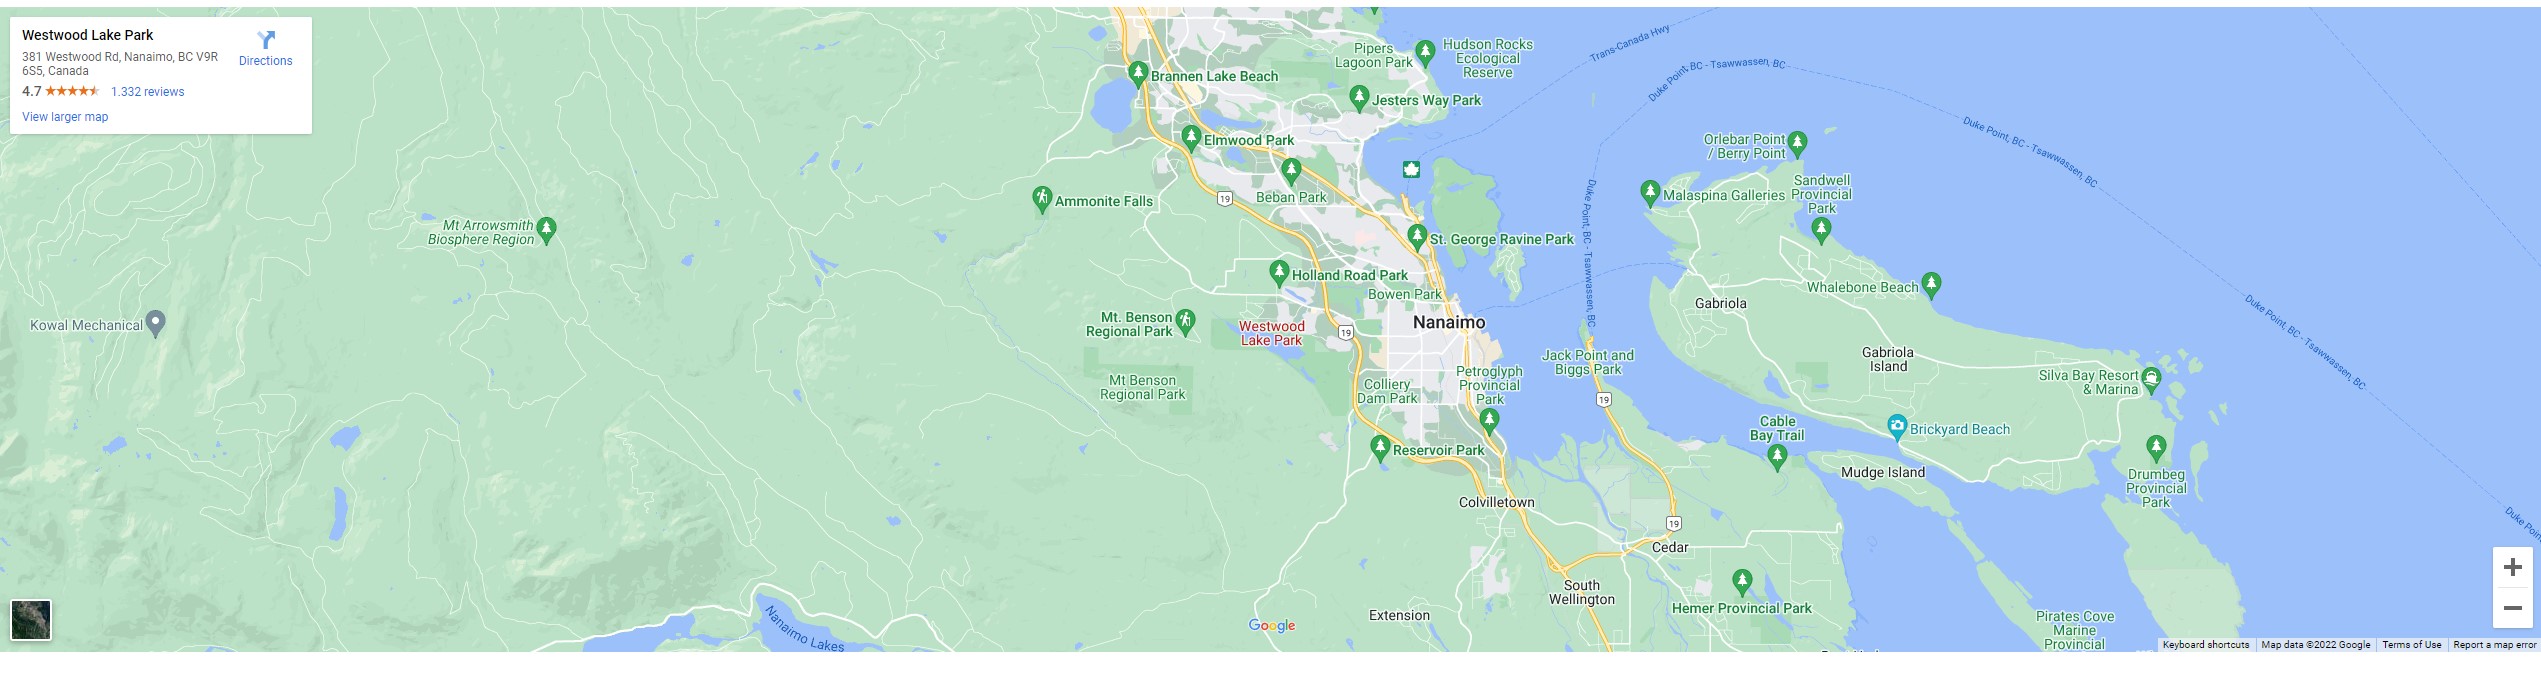 Westwood Lake Park
381 Westwood Rd, Nanaimo, BC V9R
6S5, Canada
4.7
1.332 reviews
View larger map
Directions
Pipers
Lagoon Park
Hudson Rocks
Ecological
Reserve
Trans-Canada Hwy
Duke Point, BC - Tsawwassen, BC
Brannen Lake Beach
Jesters Way Park
Elmwood Park
Duke Point, BC - Tsawwassen, BC
Orlebar Point
/ Berry Point
Sandwell
Provincial
Park
Malaspina Galleries
Beban Park
19
Ammonite Falls
Mt Arrowsmith
Biosphere Region
St. George Ravine Park
Duke Point, BC - Tsawwassen, BC
Holland Road Park
Bowen Park
Whalebone Beach
Gabriola
Duke Point, BC - Tsawwassen, BC
Kowal Mechanical
Mt. Benson
Regional Park
Westwood
Lake Park
19
Nanaimo
Jack Point and
Biggs Park
Gabriola
Island
Mt Benson
Regional Park
Colliery
Dam Park
Petroglyph
Provincial
Park
19
Silva Bay Resort
& Marina
Cable
Bay Trail
Brickyard Beach
Reservoir Park
Mudge Island
Drumbeg
Provincial
Park
Colvilletown
19
Duke Poin
Cedar
South
Wellington
Hemer Provincial Park
Extension
Nanaimo Lakes
Google
Pirates Cove
Marine
Provincial
Keyboard shortcuts
Map data ©2022 Google
Terms of Use
Report a map error